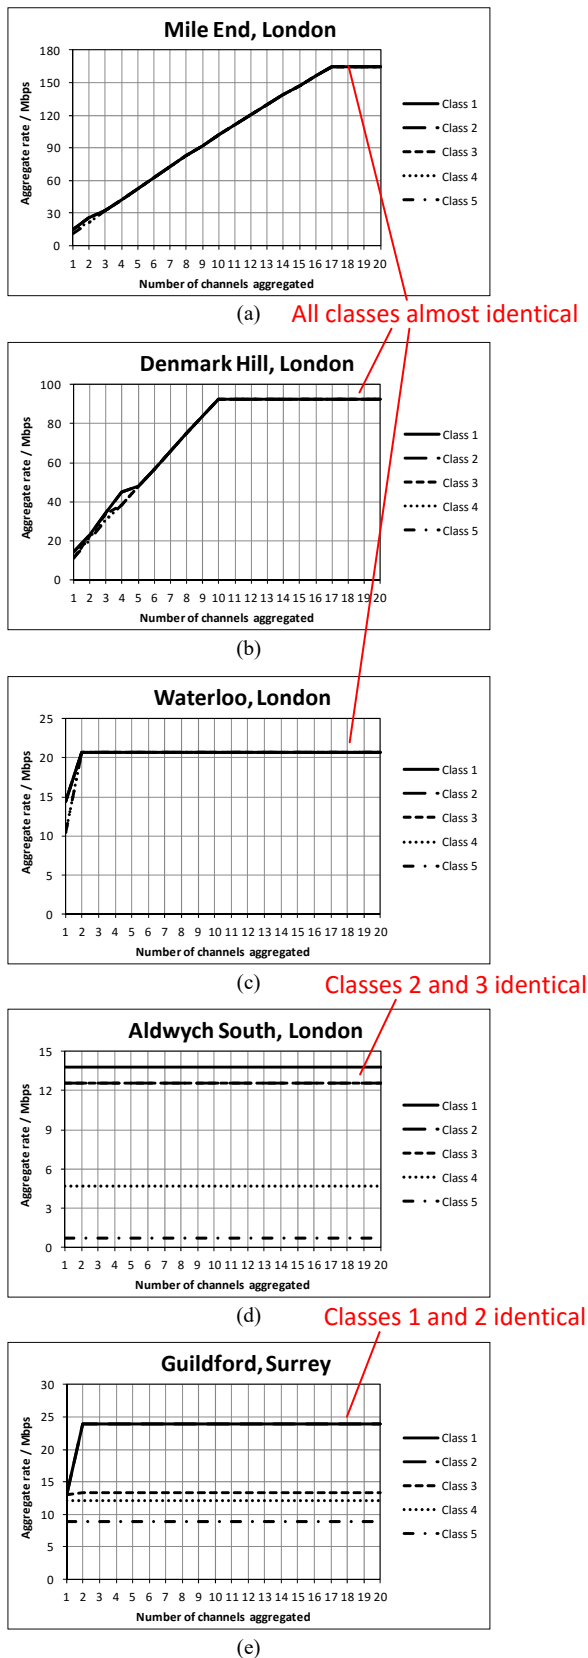 Mile End, London
Aggregate rate / Mbps
180
150
120
90
60
30
0
1 2 3 4 5 6 7 8 9 10 11 12 13 14 15 16 17 18 19 20
Number of channels aggregated
Class 1
Class 2
Class 3
Class 4
Class 5
(a)
All classes almost identical
Denmark Hill, London
Aggregate rate / Mbps
100
80
60
40
20
0
1 2 3 4 5 6 7 8 9 10 11 12 13 14 15 16 17 18 19 20
Number of channels aggregated
Class 1
Class 2
Class 3
Class 4
Class 5
(b)
Waterloo, London
Aggregate rate / Mbps
25
20
15
10
5
0
1 2 3 4 5 6 7 8 9 10 11 12 13 14 15 16 17 18 19 20
Number of channels aggregated
Class 1
Class 2
Class 3
Class 4
Class 5
(c)
Classes 2 and 3 identical
Aldwych South, London
Aggregate rate / Mbps
15
12
9
6
3
0
1 2 3 4 5 6 7 8 9 10 11 12 13 14 15 16 17 18 19 20
Number of channels aggregated
Class 1
Class 2
Class 3
Class 4
Class 5
(d)
Classes 1 and 2 identical
Guildford, Surrey
Aggregate rate / Mbps
30
25
20
15
10
5
0
1 2 3 4 5 6 7 8 9 10 11 12 13 14 15 16 17 18 19 20
Number of channels aggregated
Class 1
Class 2
Class 3
Class 4
Class 5
(e)